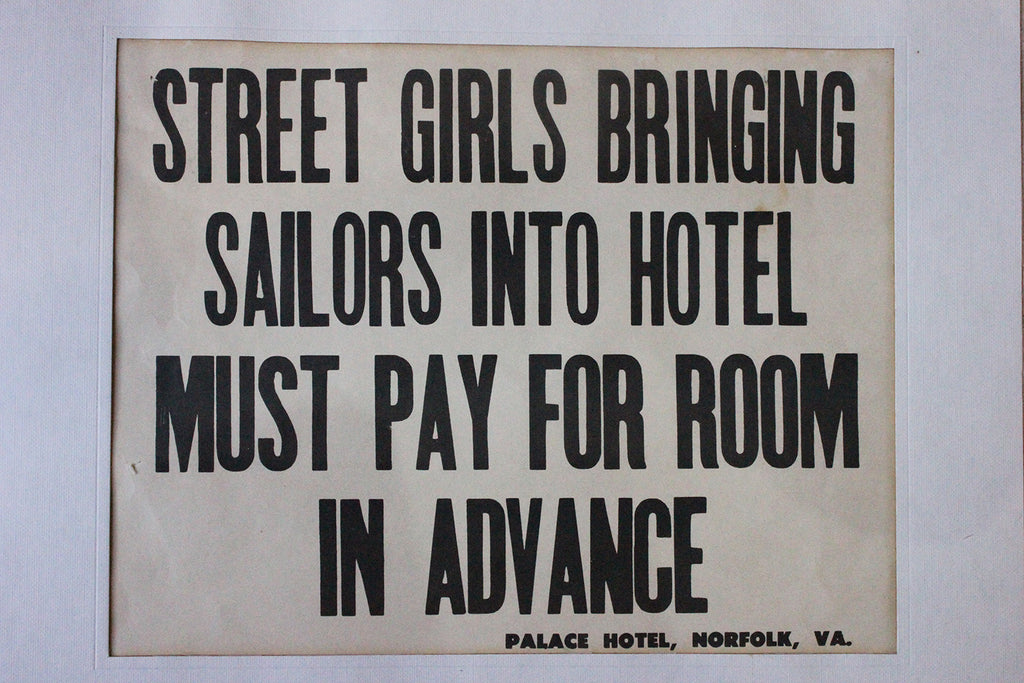 STREET GIRLS BRINGING
SAILORS INTO HOTEL
MUST PAY FOR ROOM
IN ADVANCE
PALACE HOTEL, NORFOLK, VA.